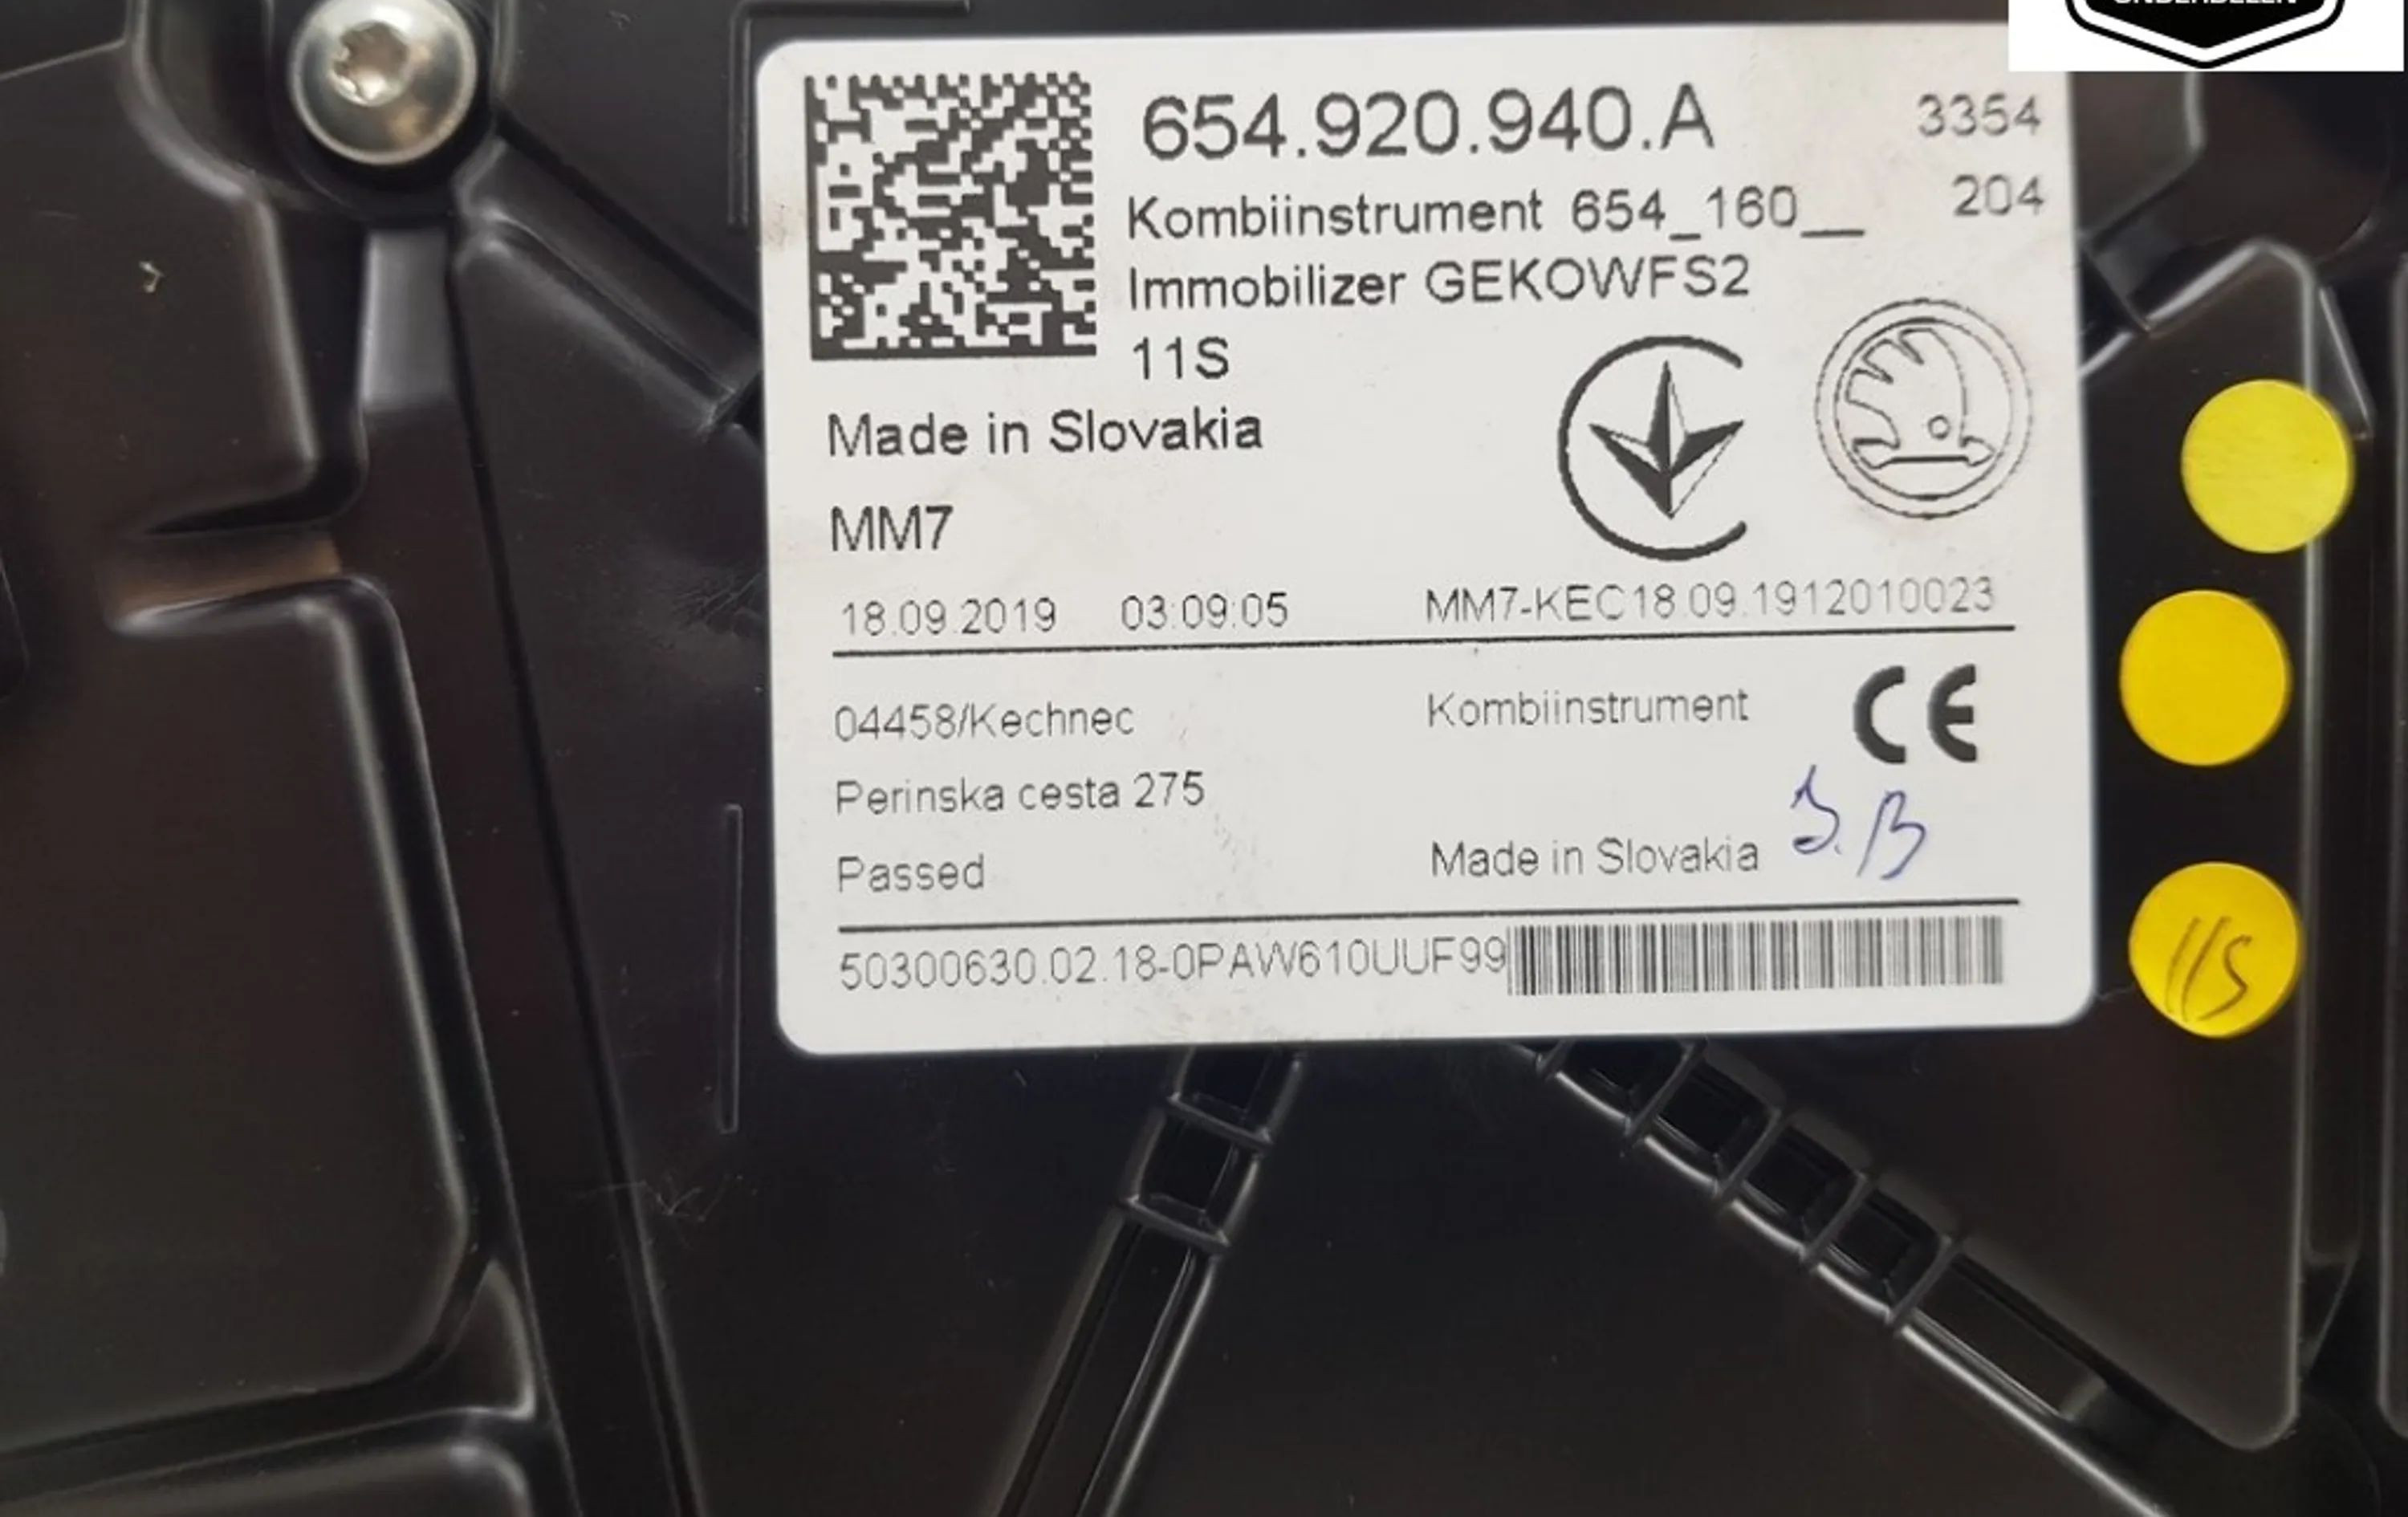 ONDERDELEN
654.920.940.A 3354
Kombiinstrument 654_160__ 204
Immobilizer GEKOWFS2
11S
Made in Slovakia
MM7
18.09.2019 03:09:05 MM7-KEC18.09.1912010023
04458/Kechnec Kombiinstrument CE
Perinska cesta 275
Passed Made in Slovakia J.B
50300630.02.18-0PAW610UUF99
11S